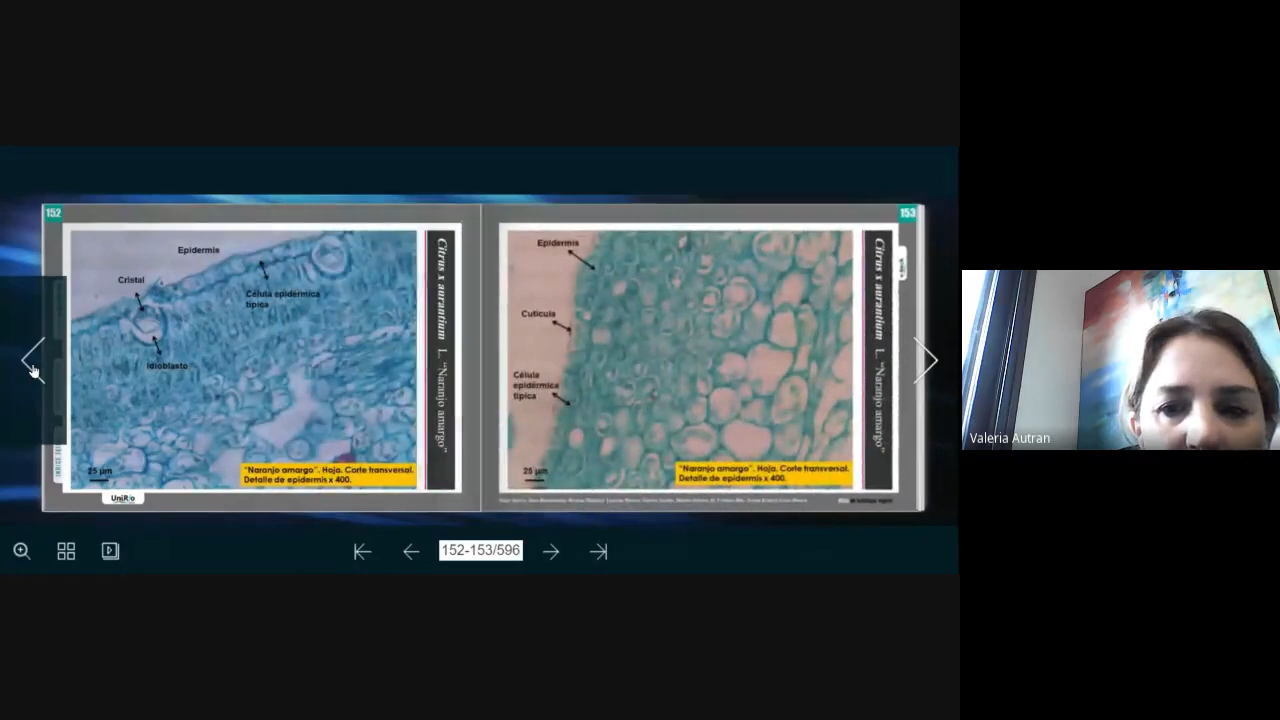 152
Epidermis
Cristal
Célula epidérmica
típica
Idioblasto
25 µm
"Naranjo amargo". Hoja. Corte transversal.
Detalle de epidermis x 400.
Citrus x aurantium L. "Naranjo amargo"
UniRío
153
Epidermis
Cutícula
Célula
epidérmica
típica
25 µm
"Naranjo amargo". Hoja. Corte transversal.
Detalle de epidermis x 400.
Citrus x aurantium L. "Naranjo amargo"
152-153/596
Valeria Autran